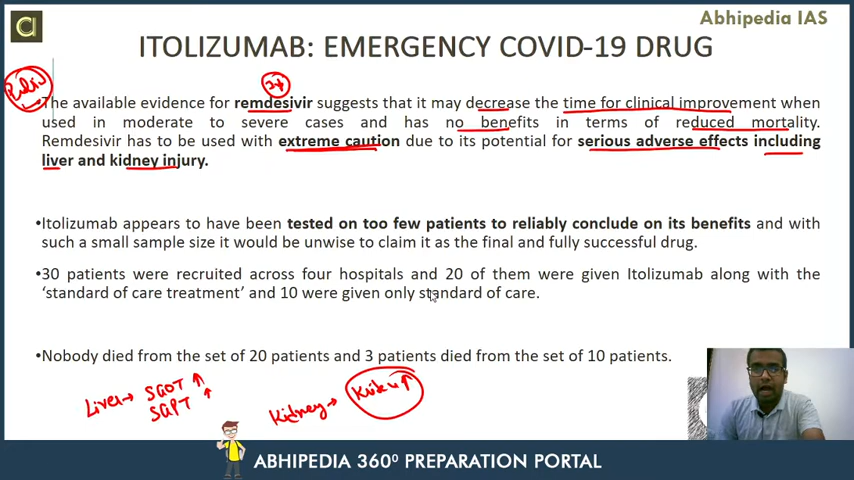 Abhipedia IAS
ITOLIZUMAB: EMERGENCY COVID-19 DRUG
The available evidence for remdesivir suggests that it may decrease the time for clinical improvement when
used in moderate to severe cases and has no benefits in terms of reduced mortality.
Remdesivir has to be used with extreme caution due to its potential for serious adverse effects including
liver and kidney injury.
•Itolizumab appears to have been tested on too few patients to reliably conclude on its benefits and with
such a small sample size it would be unwise to claim it as the final and fully successful drug.
•30 patients were recruited across four hospitals and 20 of them were given Itolizumab along with the
‘standard of care treatment’ and 10 were given only standard of care.
•Nobody died from the set of 20 patients and 3 patients died from the set of 10 patients.
Liver→ SGOT ↑
SGPT ↑
Kidney→
ABHIPEDIA 360⁰ PREPARATION PORTAL